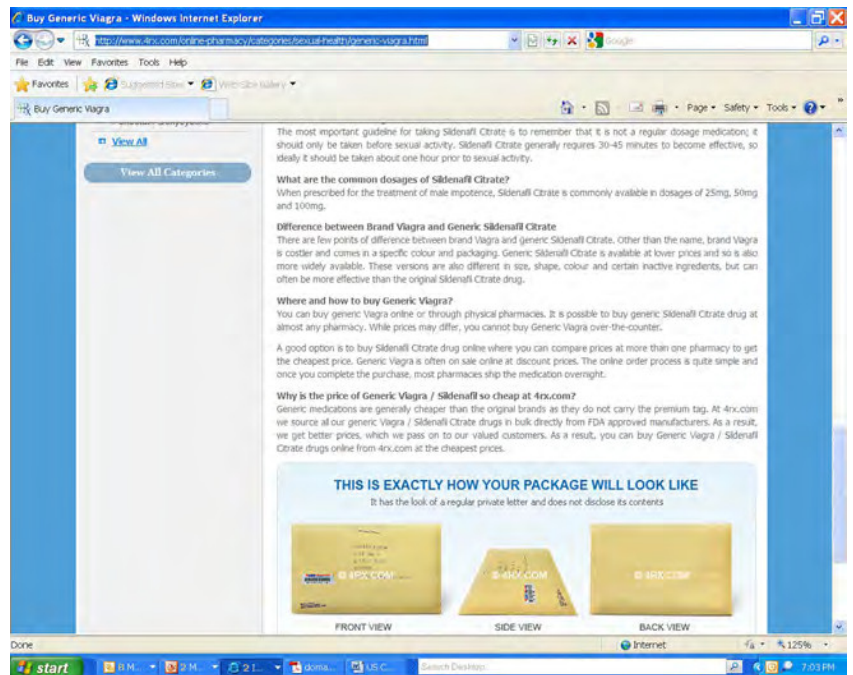 Buy Generic Viagra - Windows Internet Explorer
http://www.4rx.com/online-pharmacy/categories/sexual-health/generic-viagra.html
Google
File Edit View Favorites Tools Help
Favorites Suggested Sites Web Slice Gallery
Buy Generic Viagra
Page Safety Tools
View All
View All Categories
The most important guideline for taking Sildenafil Citrate is to remember that it is not a regular dosage medication; it
should only be taken before sexual activity. Sildenafil Citrate generally requires 30-45 minutes to become effective, so
ideally it should be taken about one hour prior to sexual activity.
What are the common dosages of Sildenafil Citrate?
When prescribed for the treatment of male impotence, Sildenafil Citrate is commonly available in dosages of 25mg, 50mg
and 100mg.
Difference between Brand Viagra and Generic Sildenafil Citrate
There are few points of difference between brand Viagra and generic Sildenafil Citrate. Other than the name, brand Viagra
is costlier and comes in a specific colour and packaging. Generic Sildenafil Citrate is available at lower prices and so is also
more widely available. These versions are also different in size, shape, colour and certain inactive ingredients, but can
often be more effective than the original Sildenafil Citrate drug.
Where and how to buy Generic Viagra?
You can buy generic Viagra online or through physical pharmacies. It is possible to buy generic Sildenafil Citrate drug at
almost any pharmacy. While prices may differ, you cannot buy Generic Viagra over-the-counter.
A good option is to buy Sildenafil Citrate drug online where you can compare prices at more than one pharmacy to get
the cheapest price. Generic Viagra is often on sale online at discount prices. The online order process is quite simple and
once you complete the purchase, most pharmacies ship the medication overnight.
Why is the price of Generic Viagra / Sildenafil so cheap at 4rx.com?
Generic medications are generally cheaper than the original brands as they do not carry the premium tag. At 4rx.com
we source all our generic Viagra / Sildenafil Citrate drugs in bulk directly from FDA approved manufacturers. As a result,
we get better prices, which we pass on to our valued customers. As a result, you can buy Generic Viagra / Sildenafil
Citrate drugs online from 4rx.com at the cheapest prices.
THIS IS EXACTLY HOW YOUR PACKAGE WILL LOOK LIKE
It has the look of a regular private letter and does not disclose its contents
© 4RX.COM © 4RX.COM © 4RX.COM
FRONT VIEW SIDE VIEW BACK VIEW
Done Internet 125%
start 8 M... 2 M... 2 I... doma... US C... Search Desktop 7:03 PM